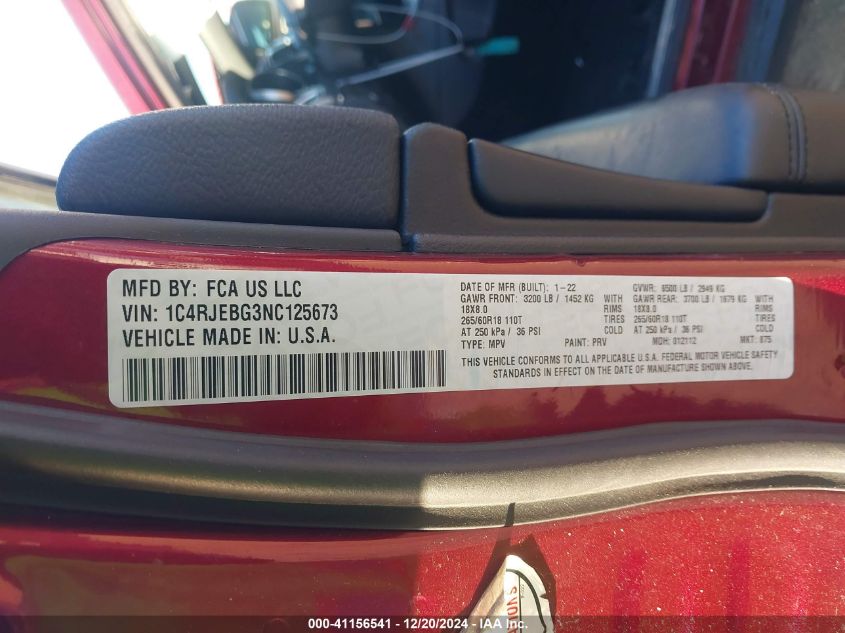 MFD BY: FCA US LLC
VIN: 1C4RJEBG3NC125673
VEHICLE MADE IN: U.S.A.
DATE OF MFR (BUILT): 1-22 GVWR: 6500 LB / 2949 KG
GAWR FRONT: 3200 LB / 1452 KG WITH GAWR REAR: 3700 LB / 1679 KG WITH
18X8.0 RIMS 18X8.0 RIMS
265/60R18 110T TIRES 265/60R18 110T TIRES
AT 250 kPa / 36 PSI COLD AT 250 kPa / 36 PSI COLD
TYPE: MPV PAINT: PRV MDH: 012112 MKT: 875
THIS VEHICLE CONFORMS TO ALL APPLICABLE U.S.A. FEDERAL MOTOR VEHICLE SAFETY
STANDARDS IN EFFECT ON THE DATE OF MANUFACTURE SHOWN ABOVE.
000-41156541 - 12/20/2024 - IAA Inc.